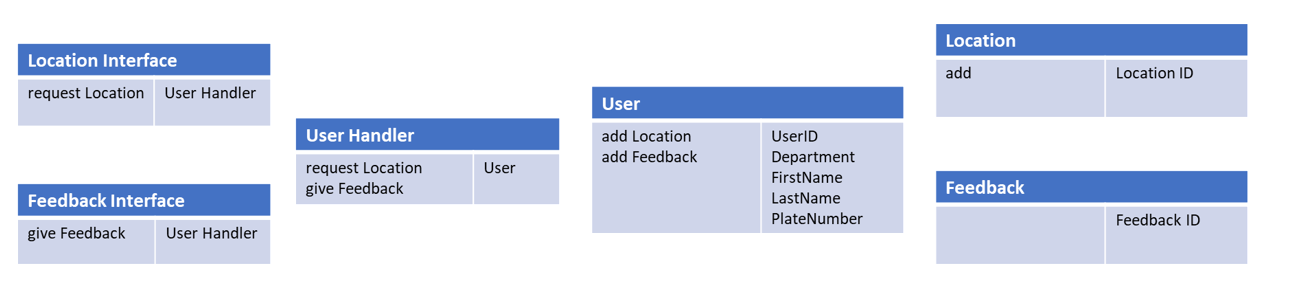 Location Interface
request Location
User Handler
Feedback Interface
give Feedback
User Handler
User Handler
request Location
give Feedback
User
User
add Location
add Feedback
UserID
Department
FirstName
LastName
PlateNumber
Location
add
Location ID
Feedback
Feedback ID